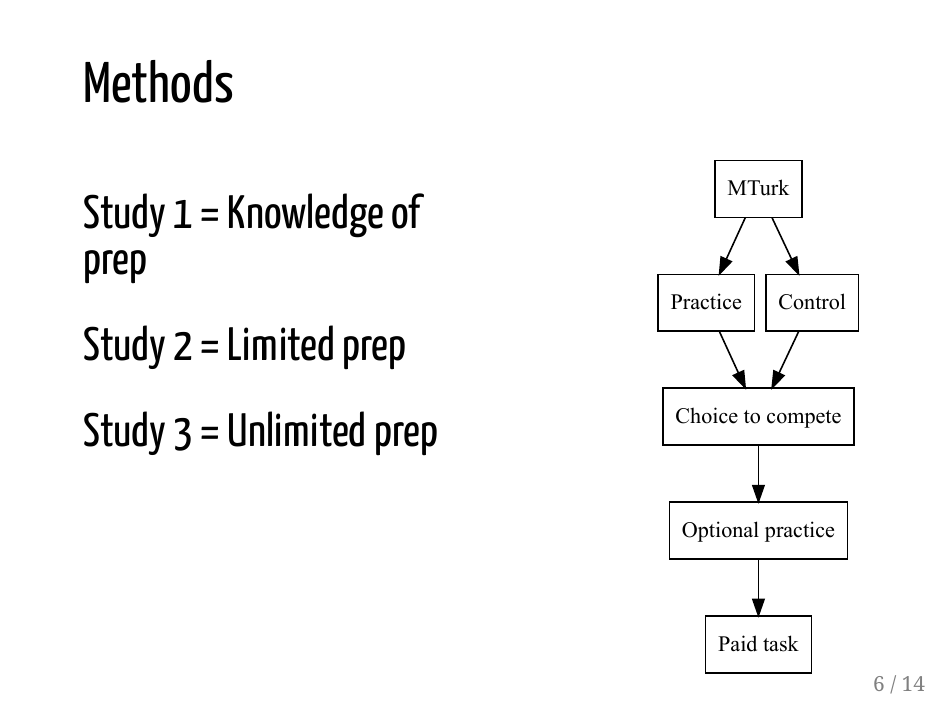 Methods
Study 1 = Knowledge of
prep
Study 2 = Limited prep
Study 3 = Unlimited prep
MTurk
Practice
Control
Choice to compete
Optional practice
Paid task
6 / 14